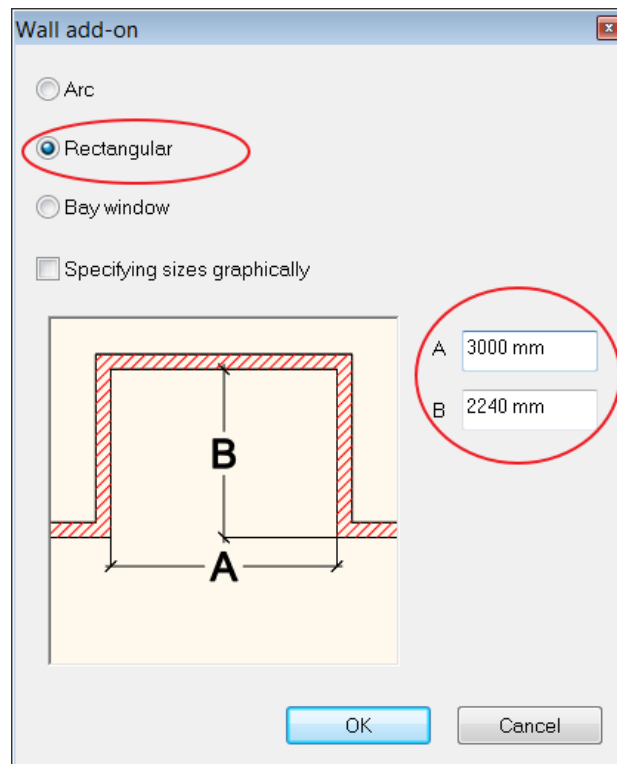 Wall add-on
Arc
Rectangular
Bay window
Specifying sizes graphically
A 3000 mm
B 2240 mm
B
A
OK Cancel